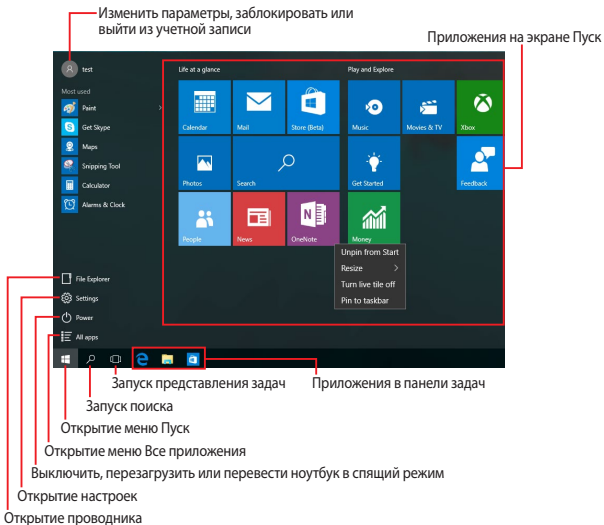 Изменить параметры, заблокировать или
выйти из учетной записи
Приложения на экране Пуск
test
Life at a glance
Play and Explore
Most used
Paint
Get Skype
Maps
Snipping Tool
Calculator
Alarms & Clock
Calendar
Mail
Store (Beta)
Music
Movies & TV
Xbox
Photos
Search
Get Started
Feedback
People
News
OneNote
Money
Unpin from Start
Resize
Turn live tile off
Pin to taskbar
File Explorer
Settings
Power
All apps
Запуск представления задач
Приложения в панели задач
Запуск поиска
Открытие меню Пуск
Открытие меню Все приложения
Выключить, перезагрузить или перевести ноутбук в спящий режим
Открытие настроек
Открытие проводника